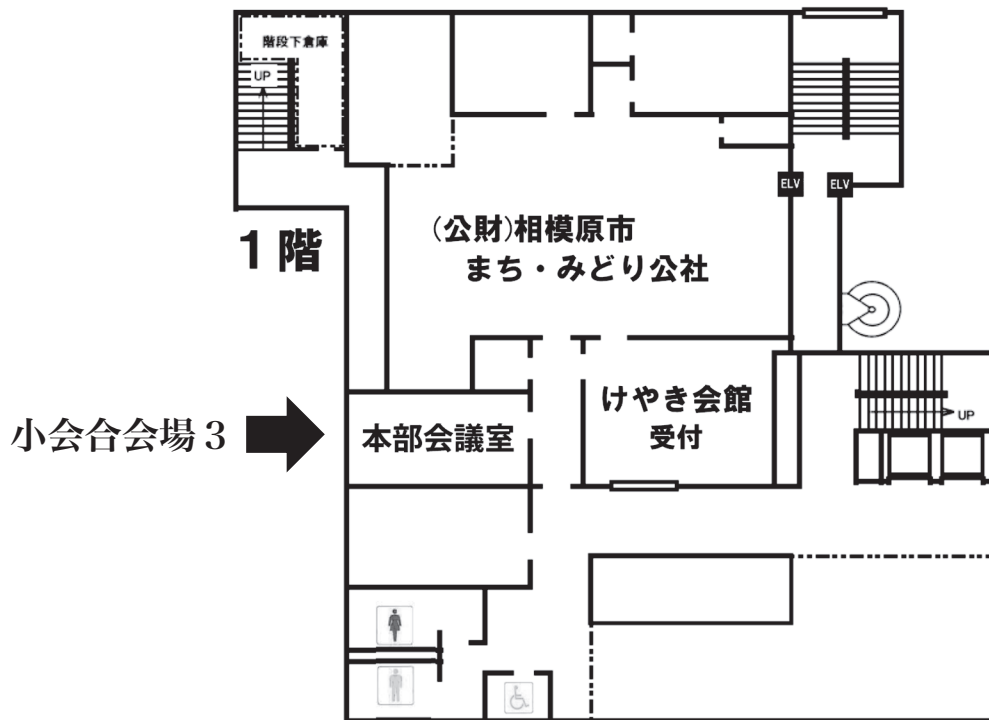 階段下倉庫
UP
ELV
ELV
(公財)相模原市
まち・みどり公社
1階
けやき会館
受付
UP
小会合会場3
本部会議室